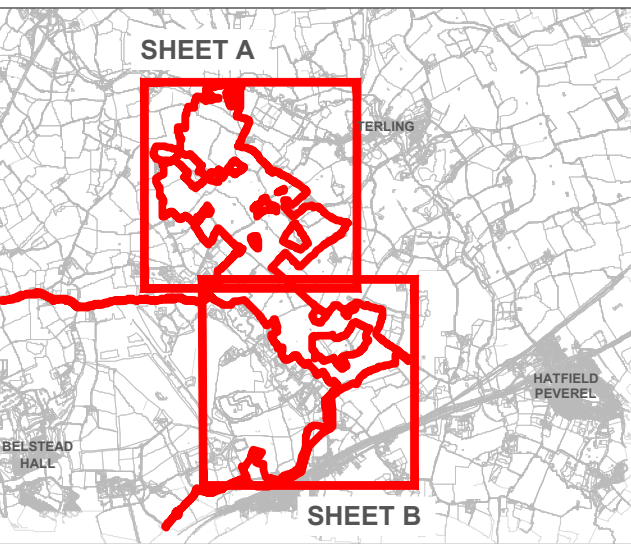 SHEET A
TERLING
HATFIELD
PEVEREL
BELSTEAD
HALL
SHEET B